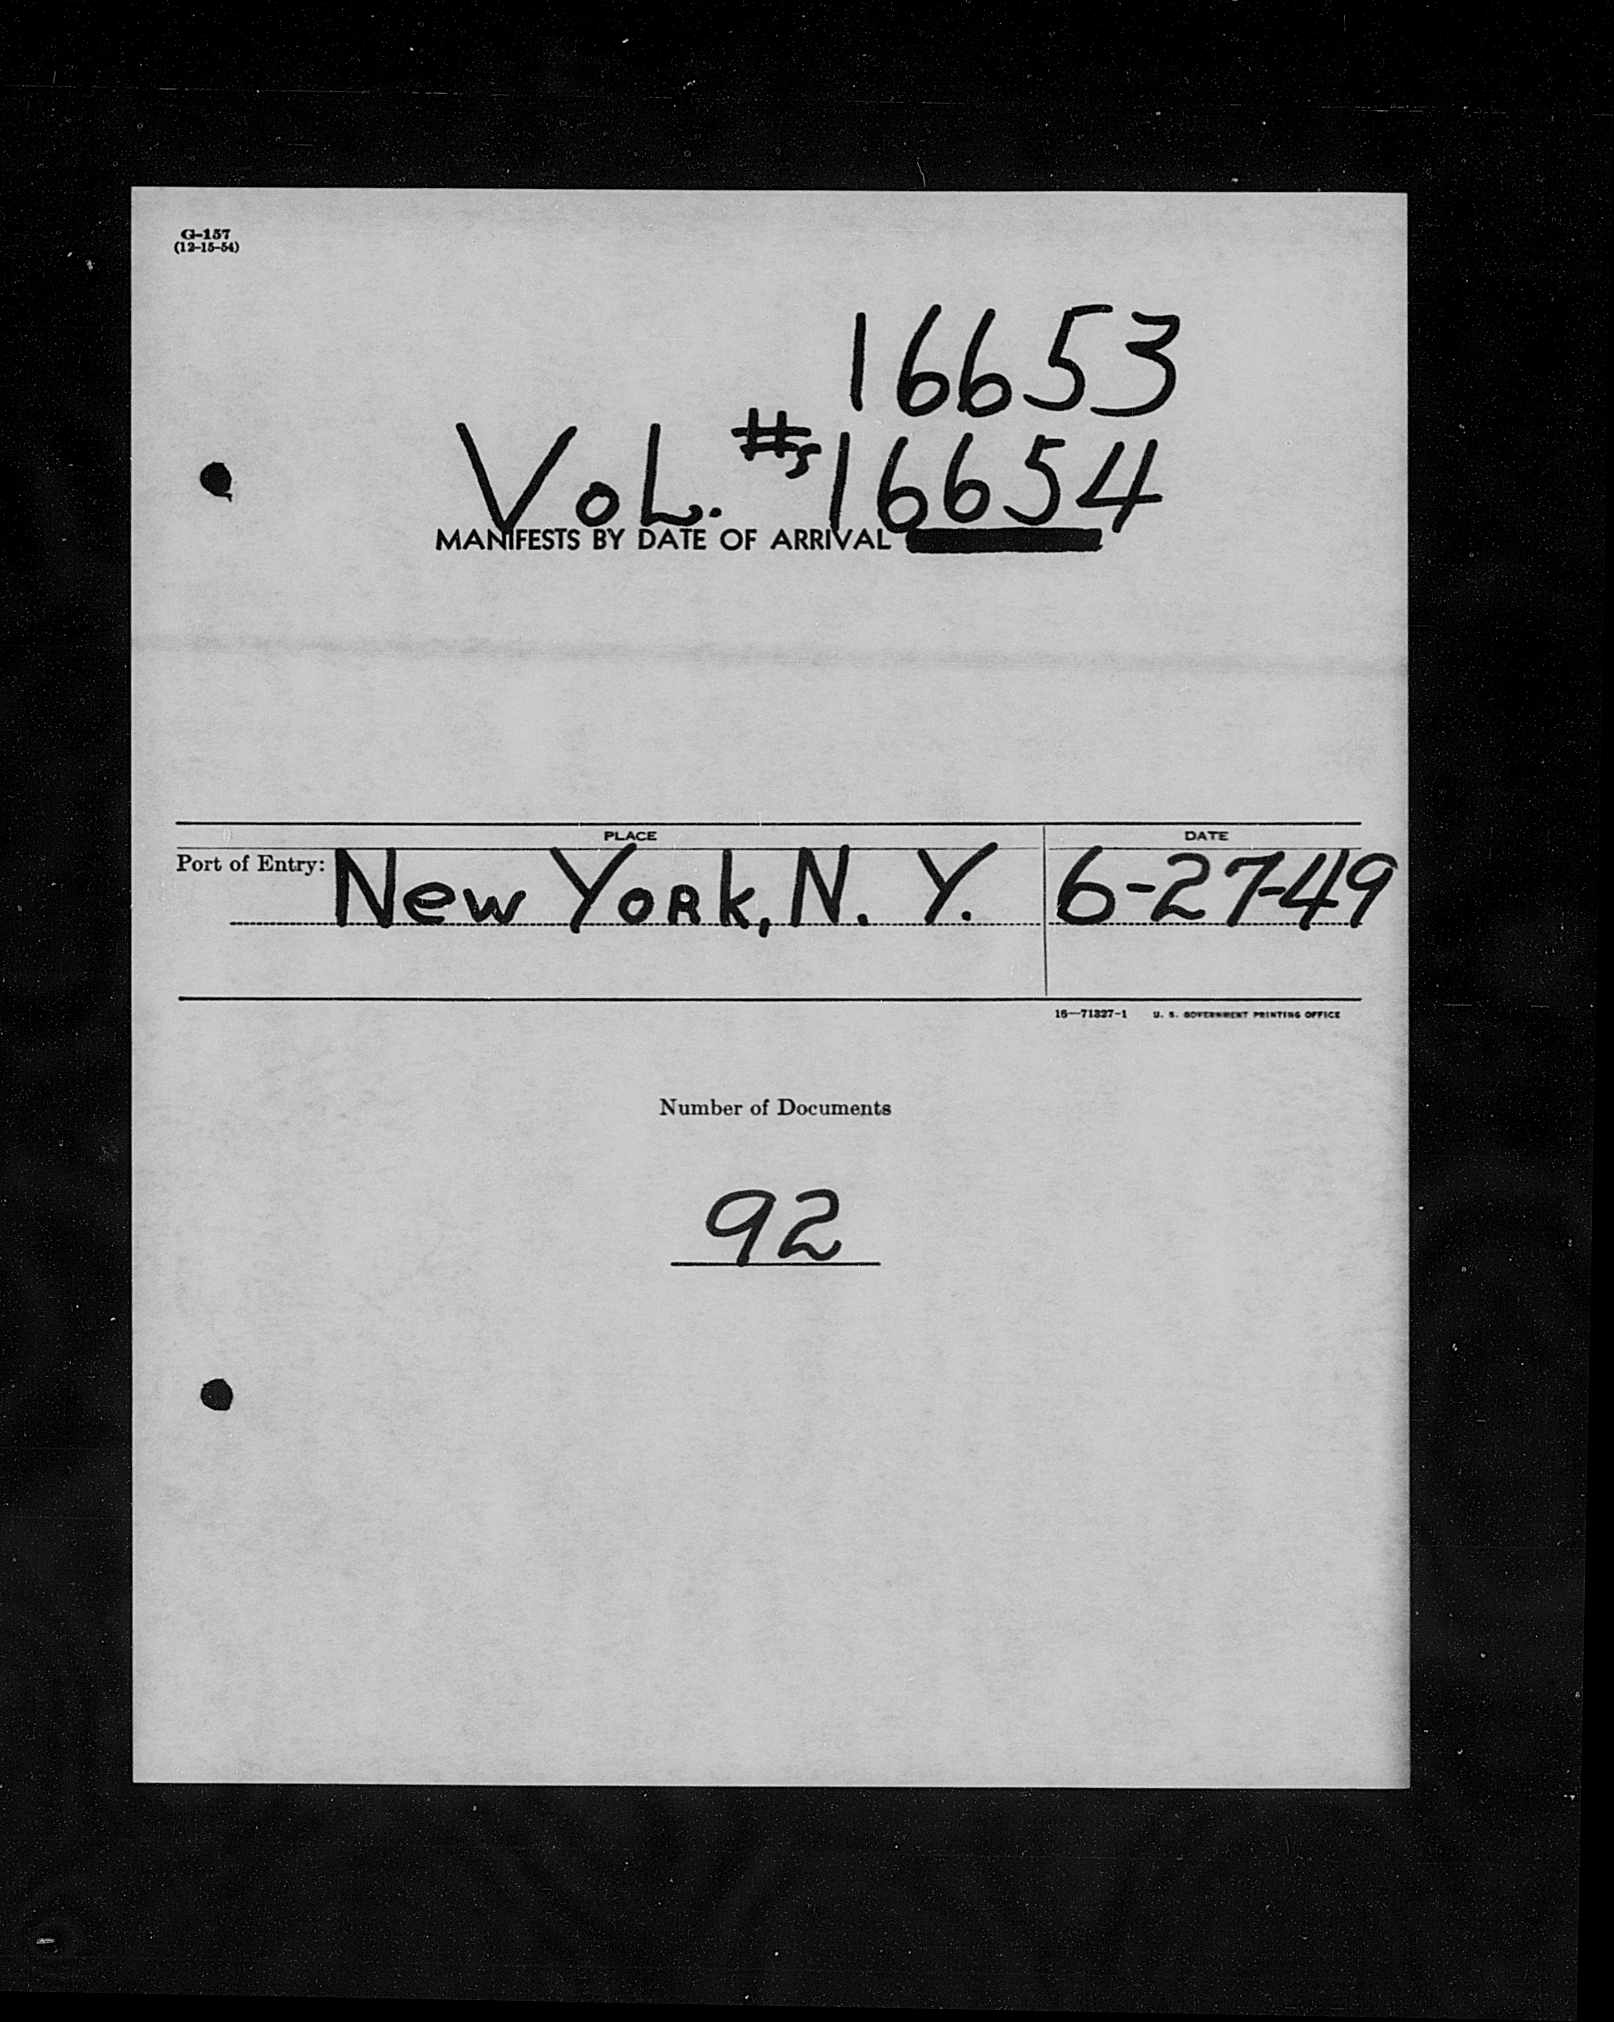 G-157
(12-15-54)
16653
VOL. #s 16654
MANIFESTS BY DATE OF ARRIVAL
PLACE DATE
Port of Entry: New York, N. Y. 6-27-49
16—71327-1 U. S. GOVERNMENT PRINTING OFFICE
Number of Documents
92